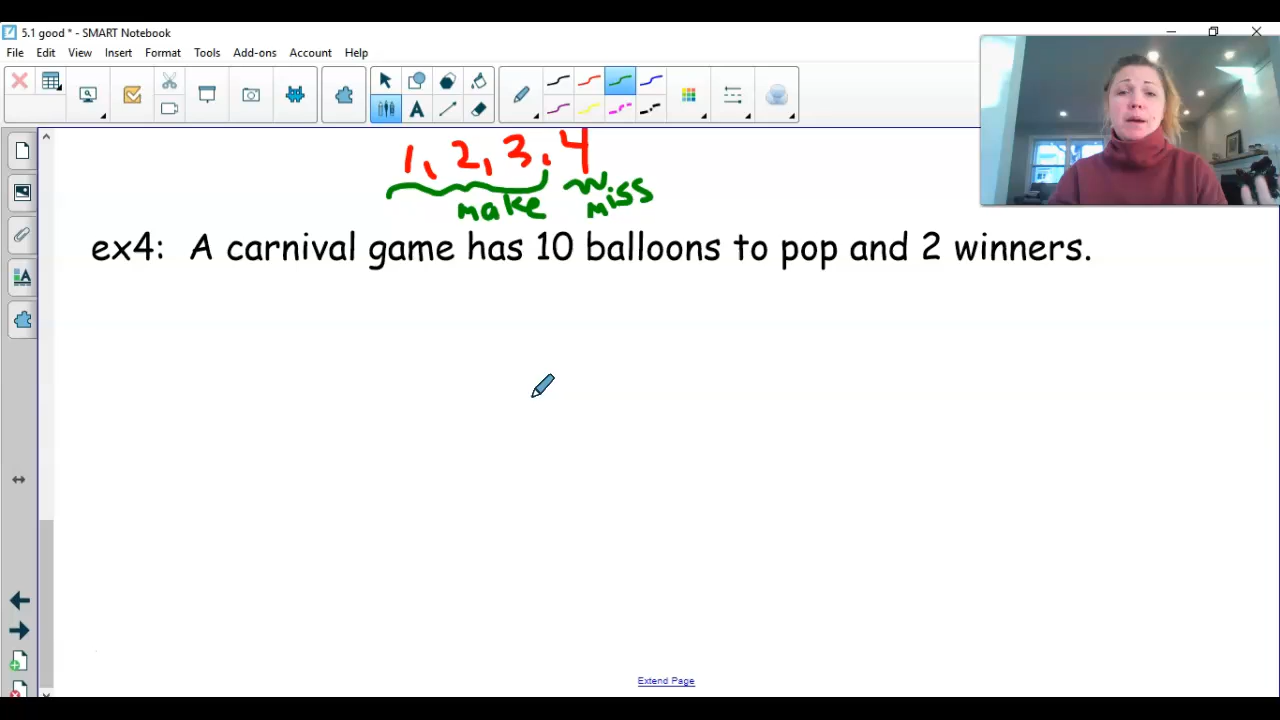 5.1 good * - SMART Notebook
File Edit View Insert Format Tools Add-ons Account Help
1, 2, 3, 4
make miss
ex4: A carnival game has 10 balloons to pop and 2 winners.
Extend Page